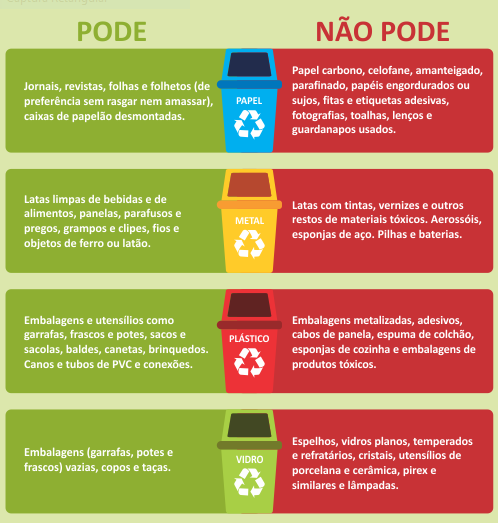 PODE
NÃO PODE
Jornais, revistas, folhas e folhetos (de
preferência sem rasgar nem amassar),
caixas de papelão desmontadas.
PAPEL
Papel carbono, celofane, amanteigado,
parafinado, papéis engordurados ou
sujos, fitas e etiquetas adesivas,
fotografias, toalhas, lenços e
guardanapos usados.
Latas limpas de bebidas e de
alimentos, panelas, parafusos e
pregos, grampos e clipes, fios e
objetos de ferro ou latão.
METAL
Latas com tintas, vernizes e outros
restos de materiais tóxicos. Aerossóis,
esponjas de aço. Pilhas e baterias.
Embalagens e utensílios como
garrafas, frascos e potes, sacos e
sacolas, baldes, canetas, brinquedos.
Canos e tubos de PVC e conexões.
PLÁSTICO
Embalagens metalizadas, adesivos,
cabos de panela, espuma de colchão,
esponjas de cozinha e embalagens de
produtos tóxicos.
Embalagens (garrafas, potes e
frascos) vazias, copos e taças.
VIDRO
Espelhos, vidros planos, temperados
e refratários, cristais, utensílios de
porcelana e cerâmica, pirex e
similares e lâmpadas.